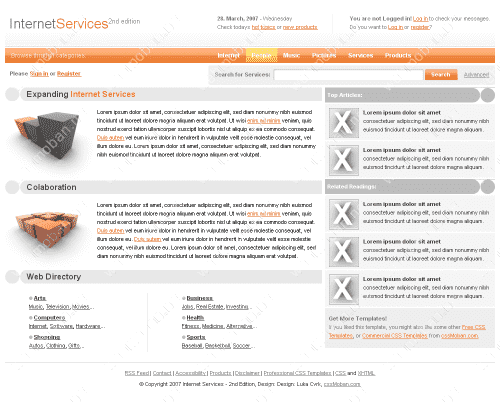 InternetServices 2nd edition
28. March, 2007 - Wednesday
Check todays hot topics or new products.
You are not Logged in! Log in to check your messages.
Do you want to Log in or register?
Browse through categories.
Internet
Music Pictures Services Products
Please Sign in or Register
Search for Services:
Search
Advanced
Expanding Internet Services
Lorem ipsum dolor sit amet, consectetuer adipiscing elit, sed diam nonummy nibh euismod
tincidunt ut laoreet dolore magna aliquam erat volutpat. Ut wisi enim ad minim veniam, quis
nostrud exerci tation ullamcorper suscipit lobortis nisl ut aliquip ex ea commodo consequat.
Duis autem vel eum iriure dolor in hendrerit in vulputate velit esse molestie consequat, vel
illum dolore eu. Lorem ipsum dolor sit amet, consectetuer adipiscing elit, sed diam nonummy
nibh euismod tincidunt ut laoreet dolore magna aliquam erat volutpat.
Colaboration
Lorem ipsum dolor sit amet, consectetuer adipiscing elit, sed diam nonummy nibh euismod
tincidunt ut laoreet dolore magna aliquam erat volutpat. Ut wisi enim ad minim veniam, quis
nostrud exerci tation ullamcorper suscipit lobortis nisl ut aliquip ex ea commodo
consequat. Duis autem vel eum iriure dolor in hendrerit in vulputate velit esse molestie
consequat, vel illum dolore eu. Lorem ipsum dolor sit amet, consectetuer adipiscing elit, sed
diam nonummy nibh euismod tincidunt ut laoreet dolore magna aliquam erat volutpat.
Web Directory
Arts
Music, Television, Movies...
Computers
Internet, Software, Hardware...
Shopping
Autos, Clothing, Gifts...
Business
Jobs, Real Estate, Investing...
Health
Fitness, Medicine, Alternative...
Sports
Baseball, Basketball, Soccer...
Top Articles:
Lorem ipsum dolor sit amet
consectetuer adipiscing elit, sed diam nonummy nibh
euismod tincidunt ut laoreet dolore magna aliquam.
Lorem ipsum dolor sit amet
consectetuer adipiscing elit, sed diam nonummy nibh
euismod tincidunt ut laoreet dolore magna aliquam.
Related Readings:
Lorem ipsum dolor sit amet
consectetuer adipiscing elit, sed diam nonummy nibh
euismod tincidunt ut laoreet dolore magna aliquam.
Lorem ipsum dolor sit amet
consectetuer adipiscing elit, sed diam nonummy nibh
euismod tincidunt ut laoreet dolore magna aliquam.
Lorem ipsum dolor sit amet
consectetuer adipiscing elit, sed diam nonummy nibh
euismod tincidunt ut laoreet dolore magna aliquam.
Get More Templates!
If you liked this template, you might also like some other Free CSS
Templates, or Commercial CSS Templates from cssMoban.com.
RSS Feed | Contact | Accessibility | Products | Disclaimer | Professional CSS Templates | CSS and XHTML
© Copyright 2007 Internet Services - 2nd Edition, Design: Design: Luka Cvrk, cssMoban.com